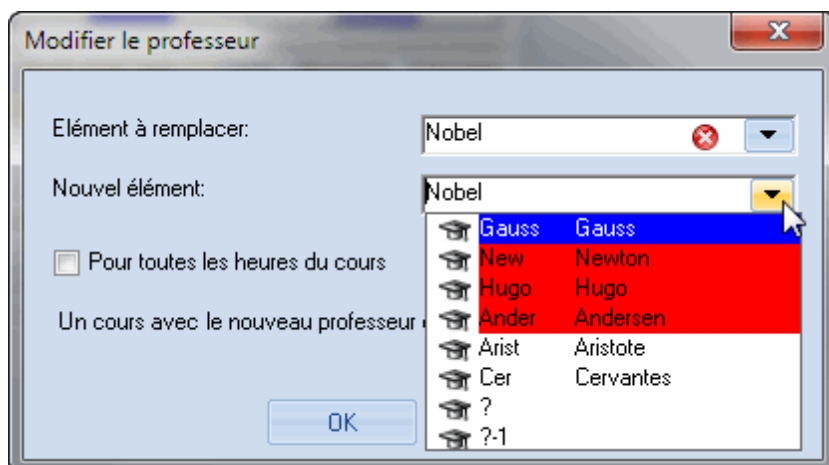 Modifier le professeur
Elément à remplacer: Nobel
Nouvel élément: Nobel
Gauss Gauss
New Newton
Pour toutes les heures du cours
Hugo Hugo
Un cours avec le nouveau professeur
Ander Andersen
Arist Aristote
Cer Cervantes
?
OK
?-1